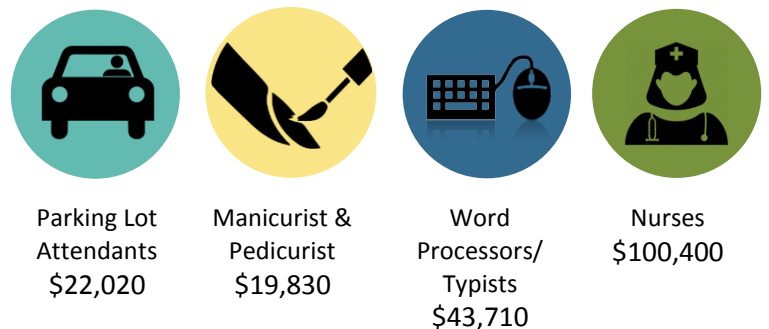 Parking Lot
Attendants
$22,020
Manicurist &
Pedicurist
$19,830
Word
Processors/
Typists
$43,710
Nurses
$100,400